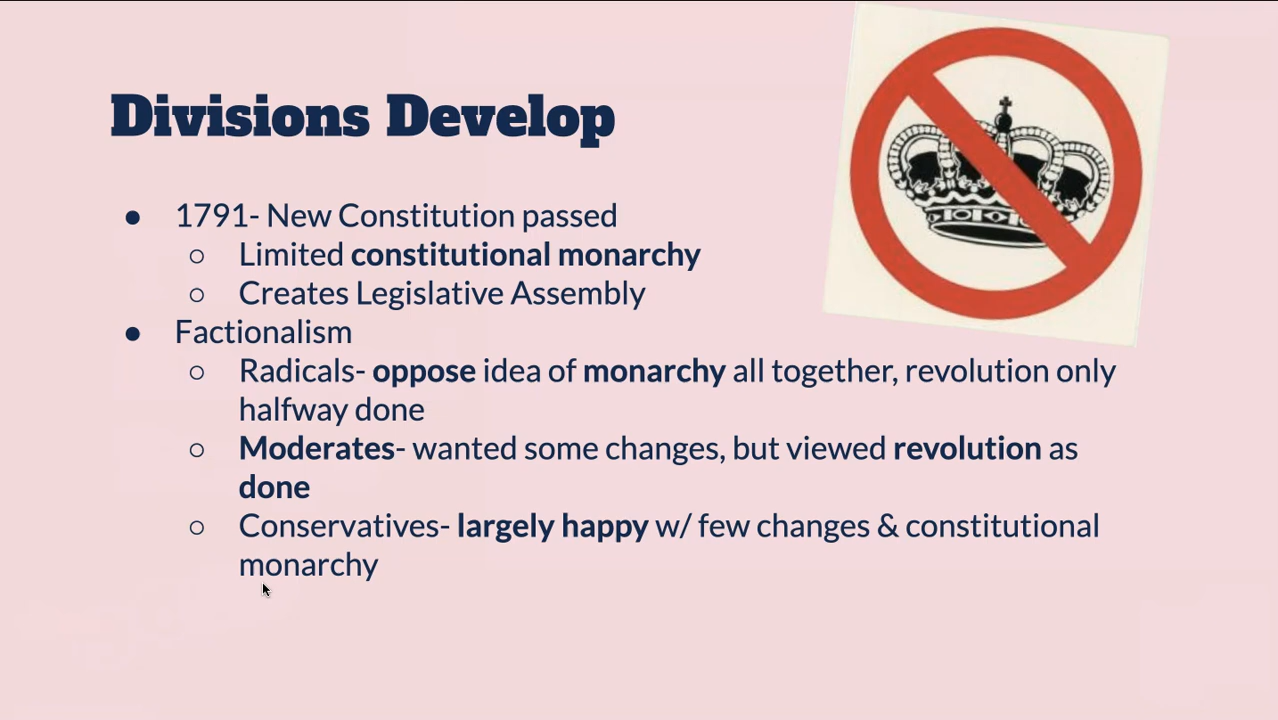 Divisions Develop
● 1791- New Constitution passed
○ Limited constitutional monarchy
○ Creates Legislative Assembly
● Factionalism
○ Radicals- oppose idea of monarchy all together, revolution only
halfway done
○ Moderates- wanted some changes, but viewed revolution as
done
○ Conservatives- largely happy w/ few changes & constitutional
monarchy